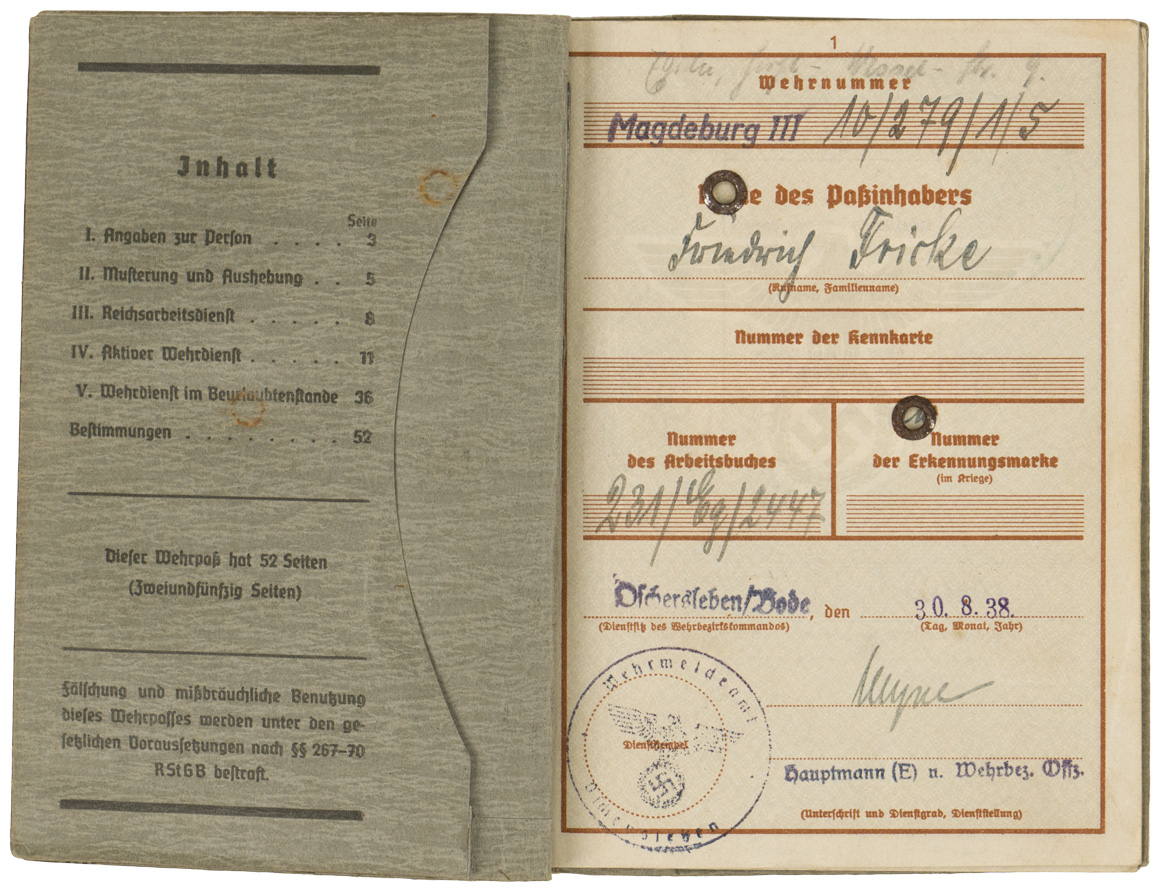 Inhalt
Seite
I. Angaben zur Person . . . . 3
II. Musterung und Aushebung . . 5
III. Reichsarbeitsdienst . . . . . 8
IV. Aktiver Wehrdienst . . . . . 11
V. Wehrdienst im Beurlaubtenstande 36
Bestimmungen . . . . . . . . 52
Dieser Wehrpaß hat 52 Seiten
(Zweiundfünfzig Seiten)
Fälschung und mißbräuchliche Benutzung
dieses Wehrpasses werden unter den ge-
setzlichen Voraussetzungen nach §§ 267–70
RStGB bestraft.
1
Wehrnummer
Magdeburg III 10/279/1/5
des Paßinhabers
Friedrich Fricke
(Rufname, Familienname)
Nummer der Kennkarte
Nummer
des Arbeitsbuches
231/Eg/2447
Nummer
der Erkennungsmarke
(im Kriege)
Oschersleben/Bode, den 30. 8. 38.
(Dienstsitz des Wehrbezirkskommandos)
(Tag, Monat, Jahr)
Wehrmeldeamt
Dienststempel
Hauptmann (E) u. Wehrbez. Offz.
(Unterschrift und Dienstgrad, Dienststellung)